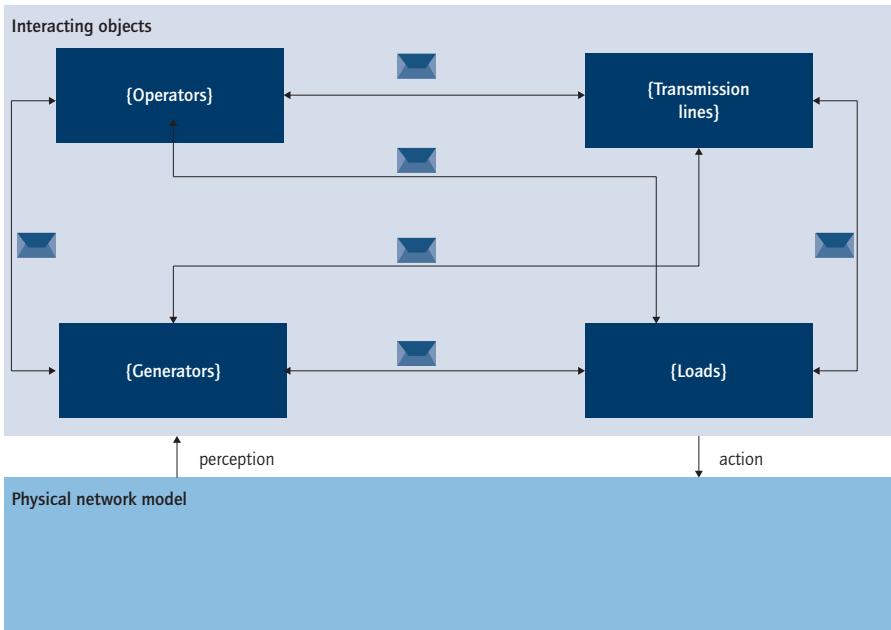 Interacting objects
{Operators}
{Transmission
lines}
{Generators}
{Loads}
perception
action
Physical network model